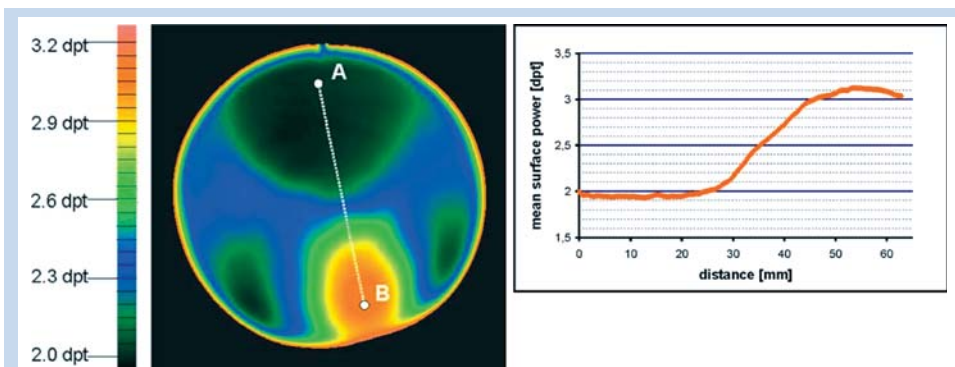 3.2 dpt
2.9 dpt
2.6 dpt
2.3 dpt
2.0 dpt
A
B
mean surface power [dpt]
3,5
3
2,5
2
1,5
0
10
20
30
40
50
60
distance [mm]